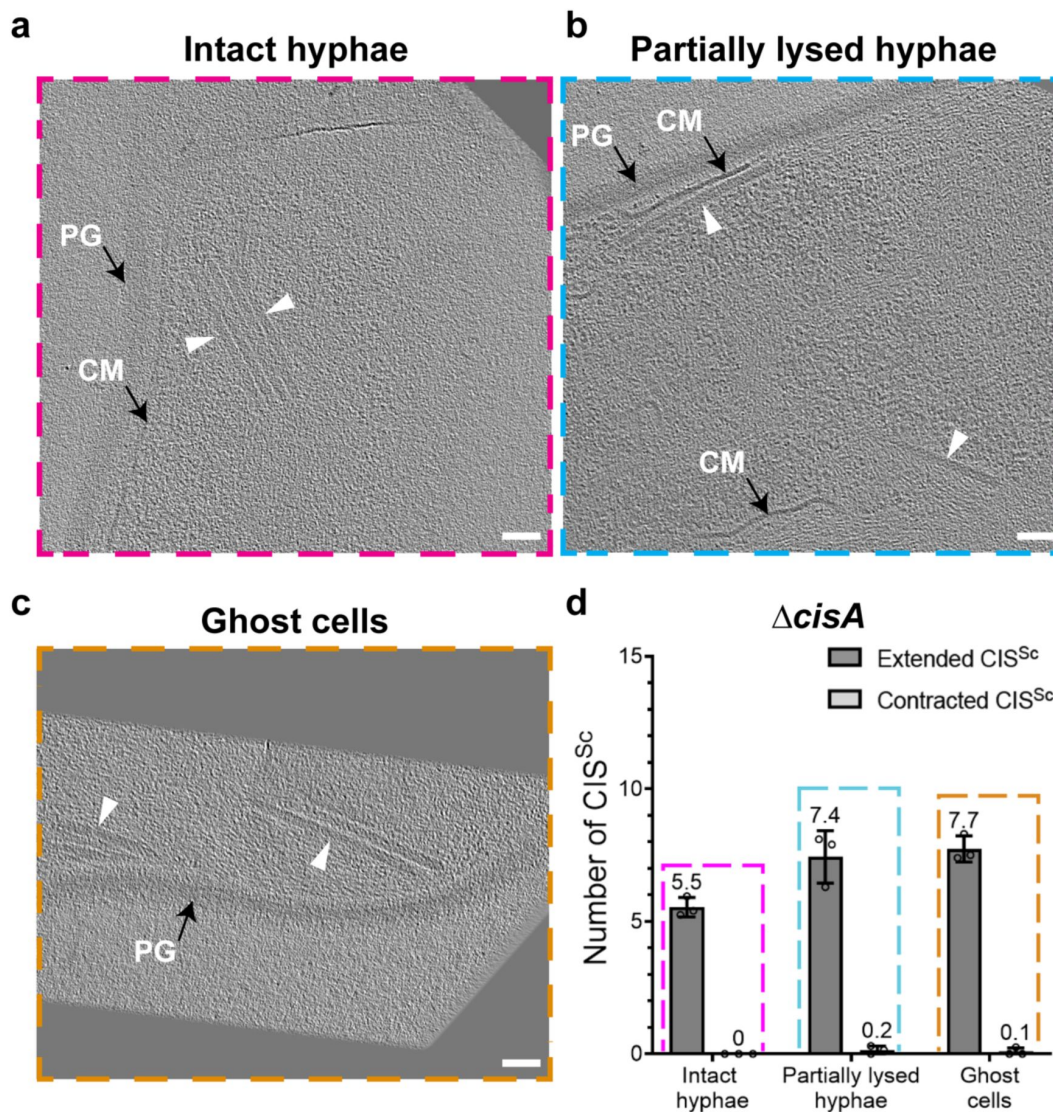 a
Intact hyphae
PG
CM
b
Partially lysed hyphae
PG
CM
CM
c
Ghost cells
PG
d
ΔcisA
Extended CIS^Sc
Contracted CIS^Sc
Number of CIS^Sc
15
10
5
0
5.5
0
7.4
0.2
7.7
0.1
Intact
hyphae
Partially lysed
hyphae
Ghost
cells